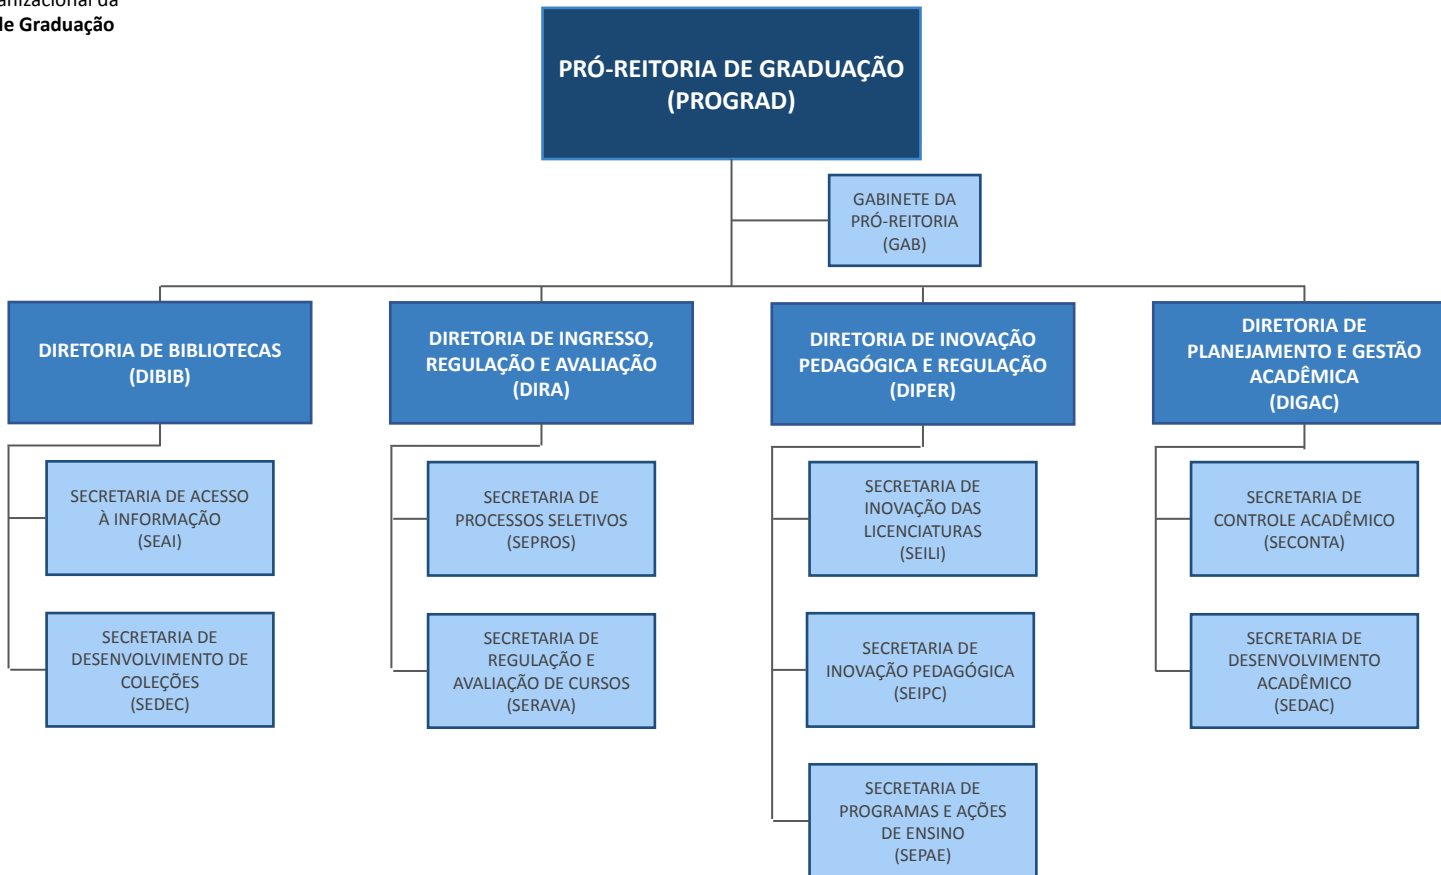 de Graduação
PRÓ-REITORIA DE GRADUAÇÃO
(PROGRAD)
GABINETE DA
PRÓ-REITORIA
(GAB)
DIRETORIA DE BIBLIOTECAS
(DIBIB)
DIRETORIA DE INGRESSO,
REGULAÇÃO E AVALIAÇÃO
(DIRA)
DIRETORIA DE INOVAÇÃO
PEDAGÓGICA E REGULAÇÃO
(DIPER)
DIRETORIA DE
PLANEJAMENTO E GESTÃO
ACADÊMICA
(DIGAC)
SECRETARIA DE ACESSO
À INFORMAÇÃO
(SEAI)
SECRETARIA DE
PROCESSOS SELETIVOS
(SEPROS)
SECRETARIA DE
INOVAÇÃO DAS
LICENCIATURAS
(SEILI)
SECRETARIA DE
CONTROLE ACADÊMICO
(SECONTA)
SECRETARIA DE
DESENVOLVIMENTO DE
COLEÇÕES
(SEDEC)
SECRETARIA DE
REGULAÇÃO E
AVALIAÇÃO DE CURSOS
(SERAVA)
SECRETARIA DE
INOVAÇÃO PEDAGÓGICA
(SEIPC)
SECRETARIA DE
DESENVOLVIMENTO
ACADÊMICO
(SEDAC)
SECRETARIA DE
PROGRAMAS E AÇÕES
DE ENSINO
(SEPAE)